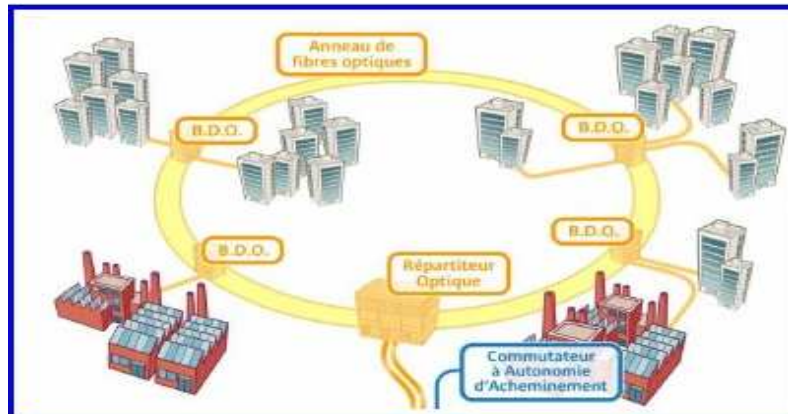 Anneau de
fibres optiques
B.D.O.
B.D.O.
B.D.O.
B.D.O.
Répartiteur
Optique
Commutateur
à Autonomie
d'Acheminement